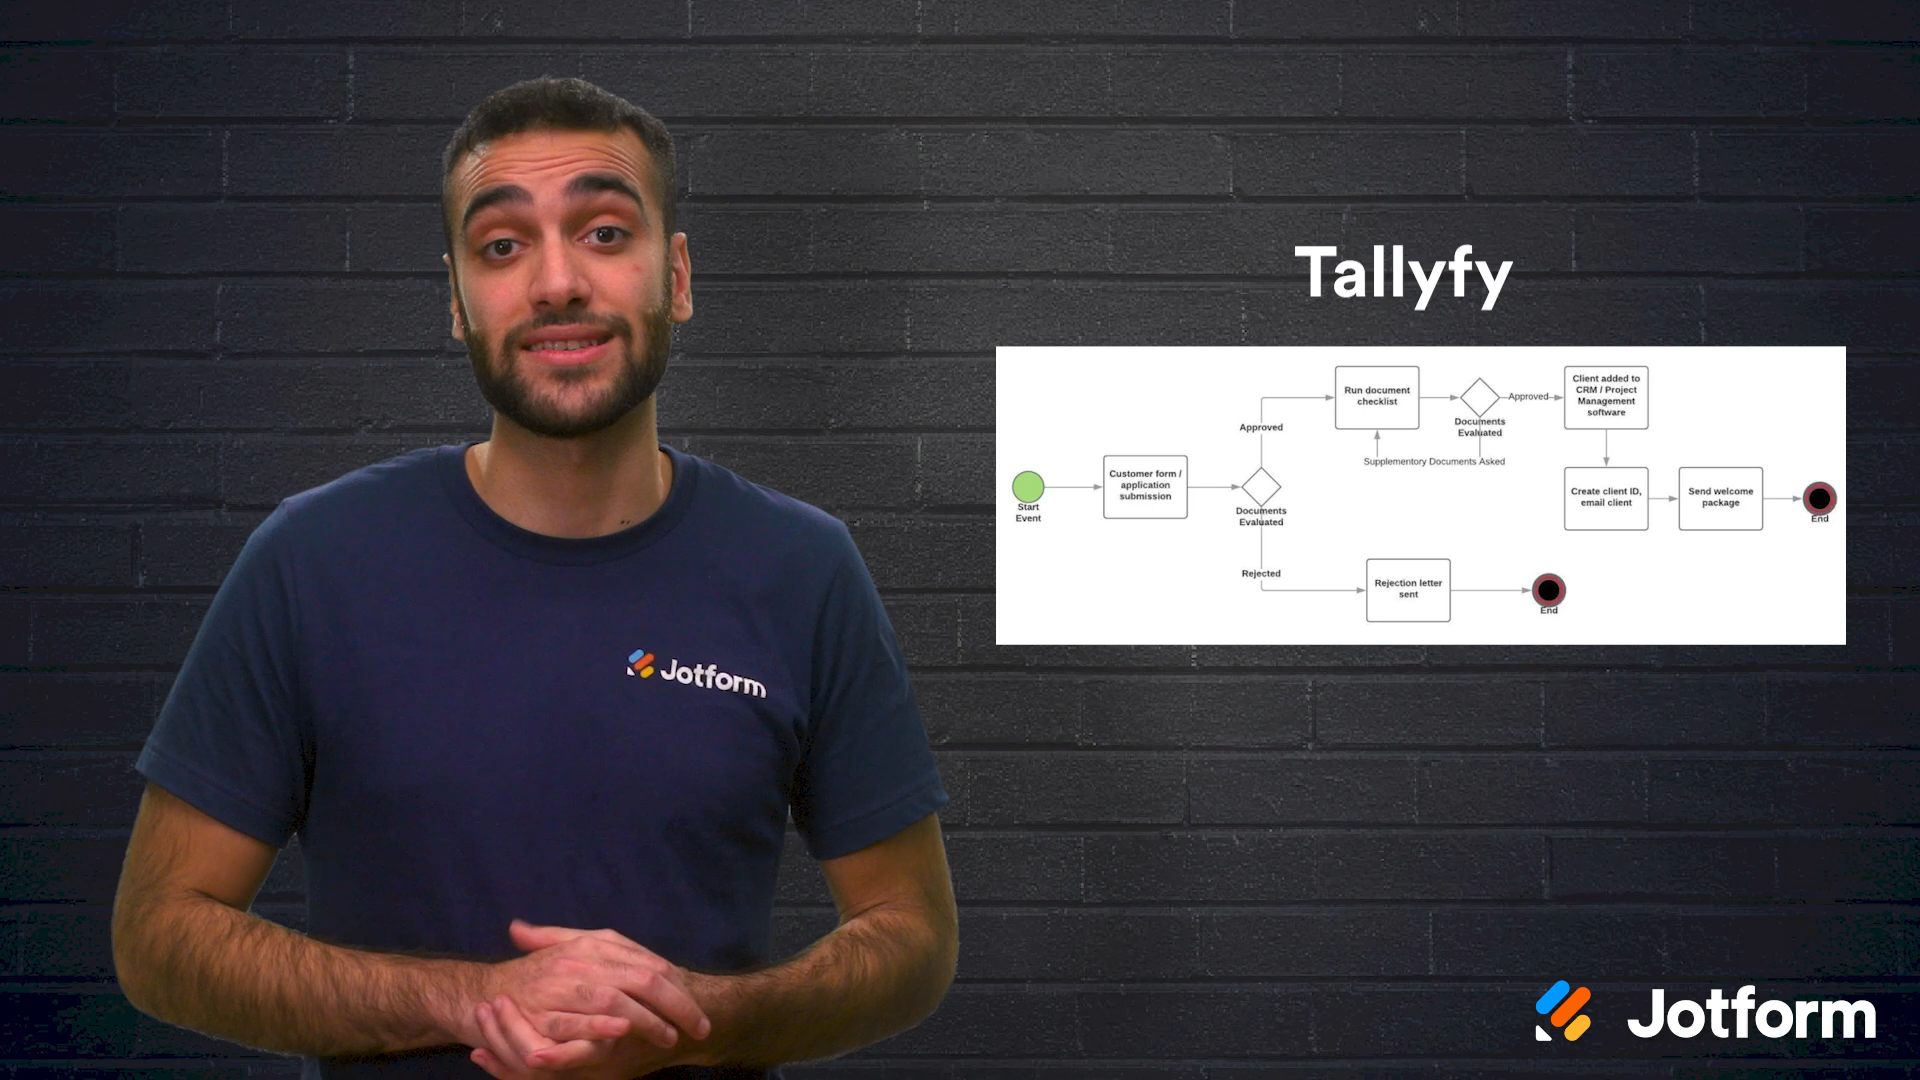 Tallyfy
Run document
checklist
Approved
Client added to
CRM / Project
Management
software
Documents
Evaluated
Approved
Supplementary Documents Asked
Customer form /
application
submission
Start
Event
Documents
Evaluated
Create client ID,
email client
Send welcome
package
End
Rejected
Rejection letter
sent
End
Jotform
Jotform